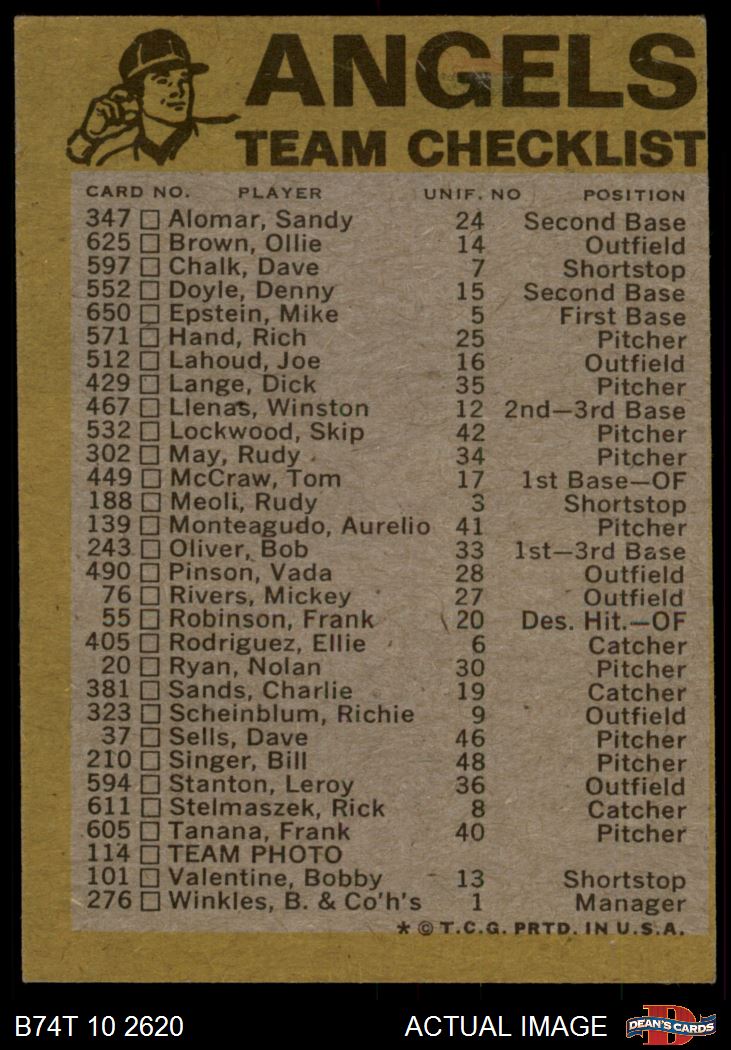 ANGELS
TEAM CHECKLIST
CARD NO. PLAYER UNIF. NO POSITION
347 Alomar, Sandy 24 Second Base
625 Brown, Ollie 14 Outfield
597 Chalk, Dave 7 Shortstop
552 Doyle, Denny 15 Second Base
650 Epstein, Mike 5 First Base
571 Hand, Rich 25 Pitcher
512 Lahoud, Joe 16 Outfield
429 Lange, Dick 35 Pitcher
467 Llenas, Winston 12 2nd—3rd Base
532 Lockwood, Skip 42 Pitcher
302 May, Rudy 34 Pitcher
449 McCraw, Tom 17 1st Base—OF
188 Meoli, Rudy 3 Shortstop
139 Monteagudo, Aurelio 41 Pitcher
243 Oliver, Bob 33 1st—3rd Base
490 Pinson, Vada 28 Outfield
76 Rivers, Mickey 27 Outfield
55 Robinson, Frank 20 Des. Hit.—OF
405 Rodriguez, Ellie 6 Catcher
20 Ryan, Nolan 30 Pitcher
381 Sands, Charlie 19 Catcher
323 Scheinblum, Richie 9 Outfield
37 Sells, Dave 46 Pitcher
210 Singer, Bill 48 Pitcher
594 Stanton, Leroy 36 Outfield
611 Stelmaszek, Rick 8 Catcher
605 Tanana, Frank 40 Pitcher
114 TEAM PHOTO
101 Valentine, Bobby 13 Shortstop
276 Winkles, B. & Co'h's 1 Manager
* © T.C.G. PRTD. IN U.S.A.
B74T 10 2620 ACTUAL IMAGE DEAN'S CARDS